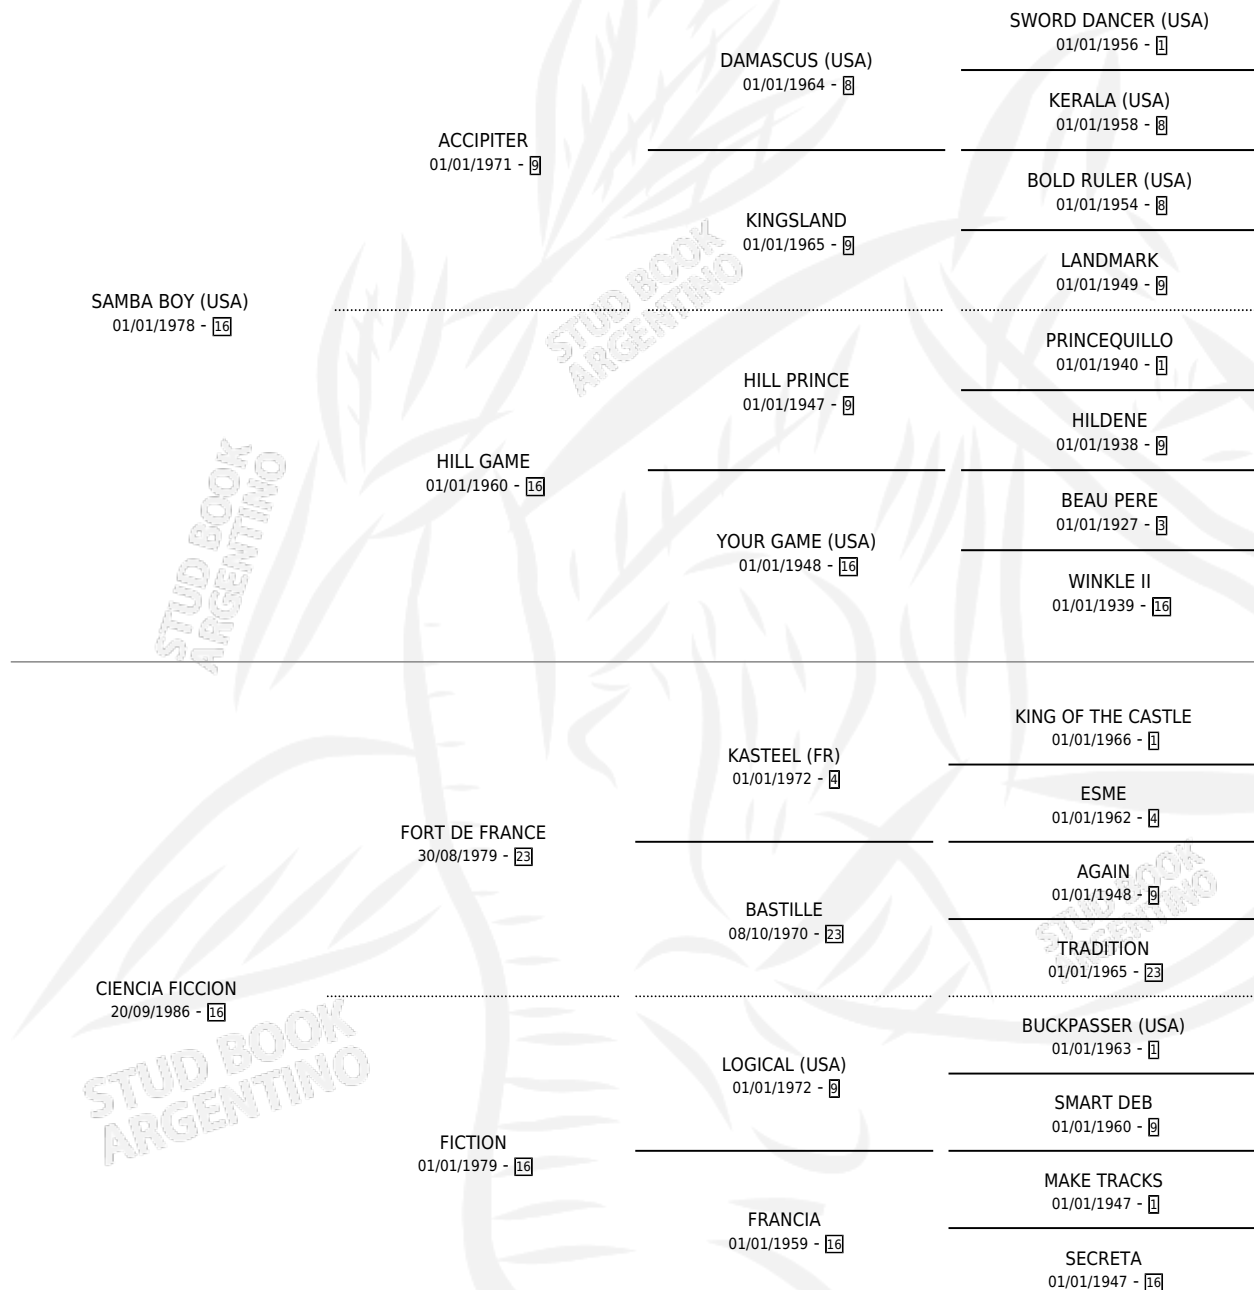 SWORD DANCER (USA)
01/01/1956 - 1
DAMASCUS (USA)
01/01/1964 - 8
KERALA (USA)
01/01/1958 - 8
ACCIPITER
01/01/1971 - 9
BOLD RULER (USA)
01/01/1954 - 8
KINGSLAND
01/01/1965 - 9
LANDMARK
01/01/1949 - 9
SAMBA BOY (USA)
01/01/1978 - 16
PRINCEQUILLO
01/01/1940 - 1
HILL PRINCE
01/01/1947 - 9
HILDENE
01/01/1938 - 9
HILL GAME
01/01/1960 - 16
BEAU PERE
01/01/1927 - 3
YOUR GAME (USA)
01/01/1948 - 16
WINKLE II
01/01/1939 - 16
KING OF THE CASTLE
01/01/1966 - 1
KASTEEL (FR)
01/01/1972 - 4
ESME
01/01/1962 - 4
FORT DE FRANCE
30/08/1979 - 23
AGAIN
01/01/1948 - 9
BASTILLE
08/10/1970 - 23
TRADITION
01/01/1965 - 23
CIENCIA FICCION
20/09/1986 - 16
BUCKPASSER (USA)
01/01/1963 - 1
LOGICAL (USA)
01/01/1972 - 9
SMART DEB
01/01/1960 - 9
FICTION
01/01/1979 - 16
MAKE TRACKS
01/01/1947 - 1
FRANCIA
01/01/1959 - 16
SECRETA
01/01/1947 - 16
STUD BOOK
ARGENTINO
STUD BOOK
ARGENTINO
STUD BOOK
ARGENTINO
STUD BOOK
ARGENTINO